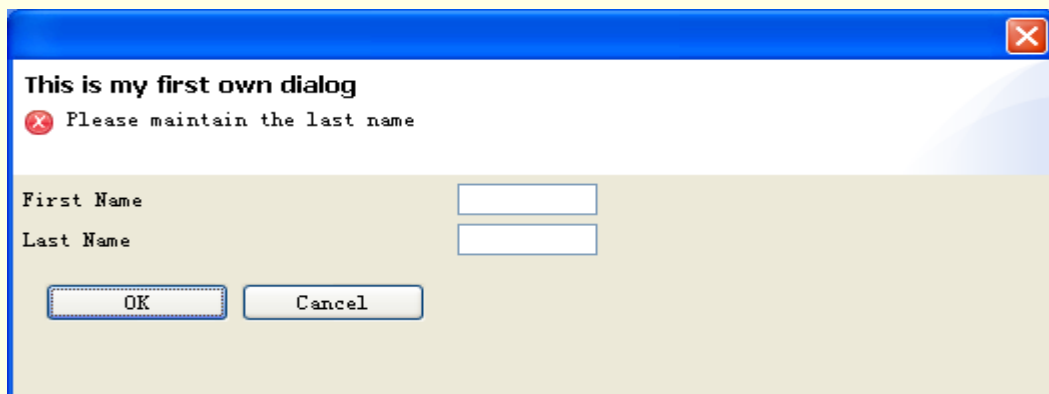 This is my first own dialog
Please maintain the last name
First Name
Last Name
OK Cancel